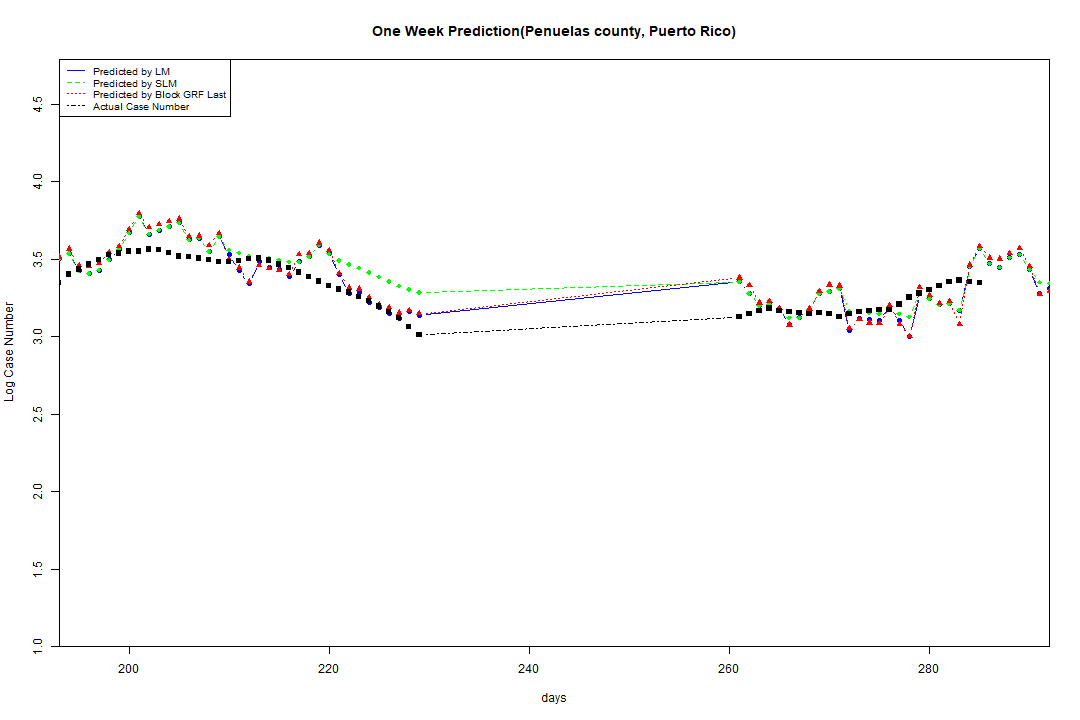 One Week Prediction(Penuelas county, Puerto Rico)
Predicted by LM
Predicted by SLM
Predicted by Block GRF Last
Actual Case Number
Log Case Number
4.5
4.0
3.5
3.0
2.5
2.0
1.5
1.0
200 220 240 260 280
days